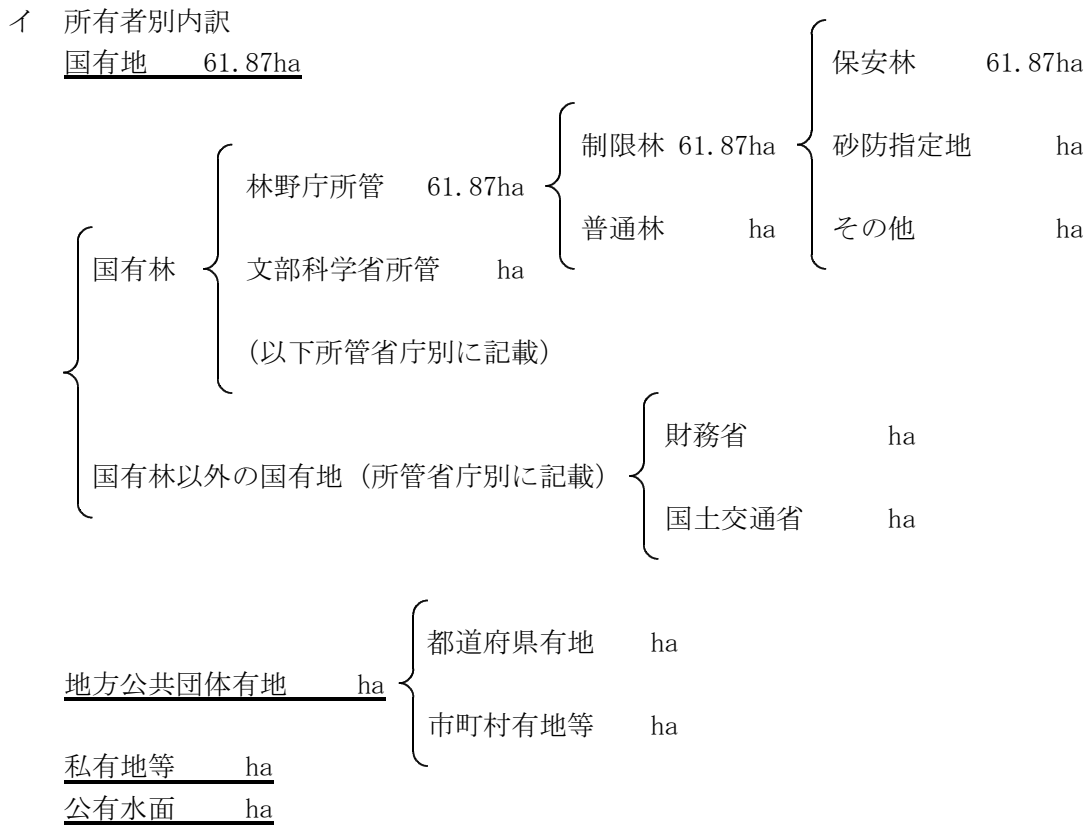 イ 所有者別内訳
国有地 61.87ha
保安林 61.87ha
制限林 61.87ha
砂防指定地 ha
林野庁所管 61.87ha
普通林 ha
その他 ha
国有林
文部科学省所管 ha
（以下所管省庁別に記載）
財務省 ha
国有林以外の国有地（所管省庁別に記載）
国土交通省 ha
都道府県有地 ha
地方公共団体有地 ha
市町村有地等 ha
私有地等 ha
公有水面 ha